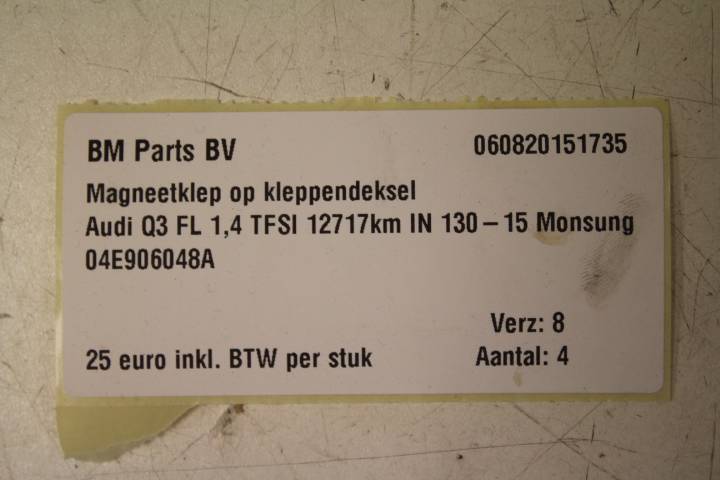 BM Parts BV 060820151735
Magneetklep op kleppendeksel
Audi Q3 FL 1,4 TFSI 12717km IN 130 – 15 Monsung
04E906048A
Verz: 8
25 euro inkl. BTW per stuk Aantal: 4